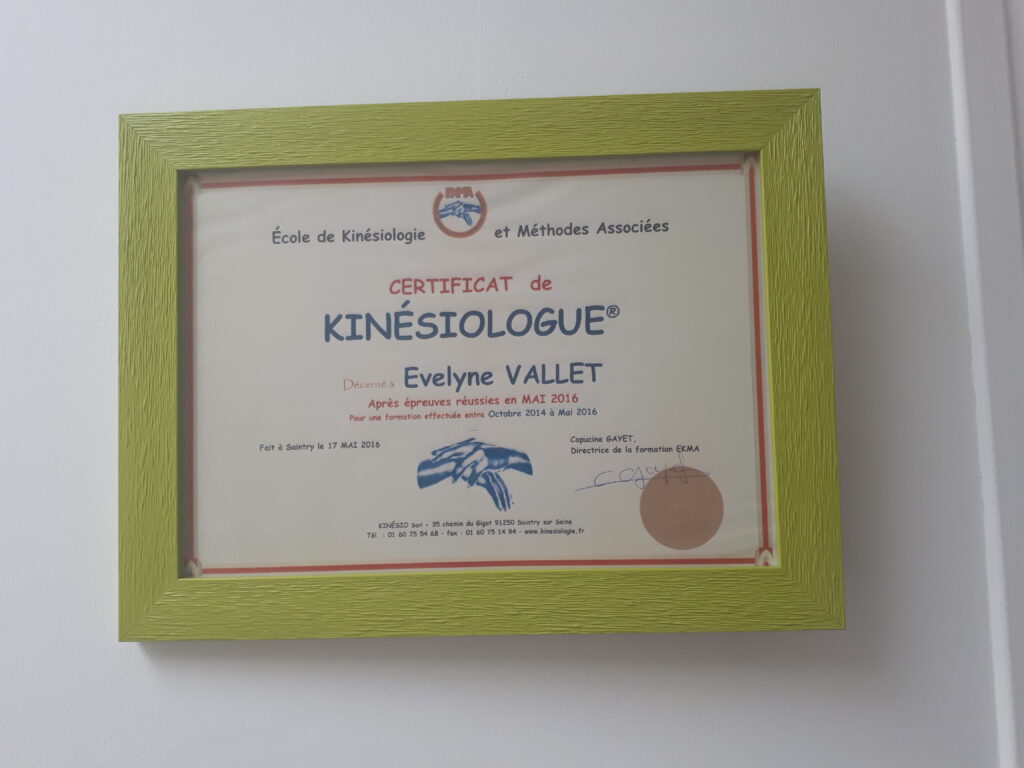 École de Kinésiologie et Méthodes Associées
CERTIFICAT de
KINÉSIOLOGUE®
Décerné à Evelyne VALLET
Après épreuves réussies en MAI 2016
Pour une formation effectuée entre Octobre 2014 à Mai 2016
Fait à Saintry le 17 MAI 2016
Capucine GAYET,
Directrice de la formation EKMA
C Gayet
KINÉSIO Sarl - 35 chemin du Gigot 91250 Saintry sur Seine
Tél. : 01 60 75 54 68 - fax : 01 60 75 14 94 - www.kinesiologie.fr